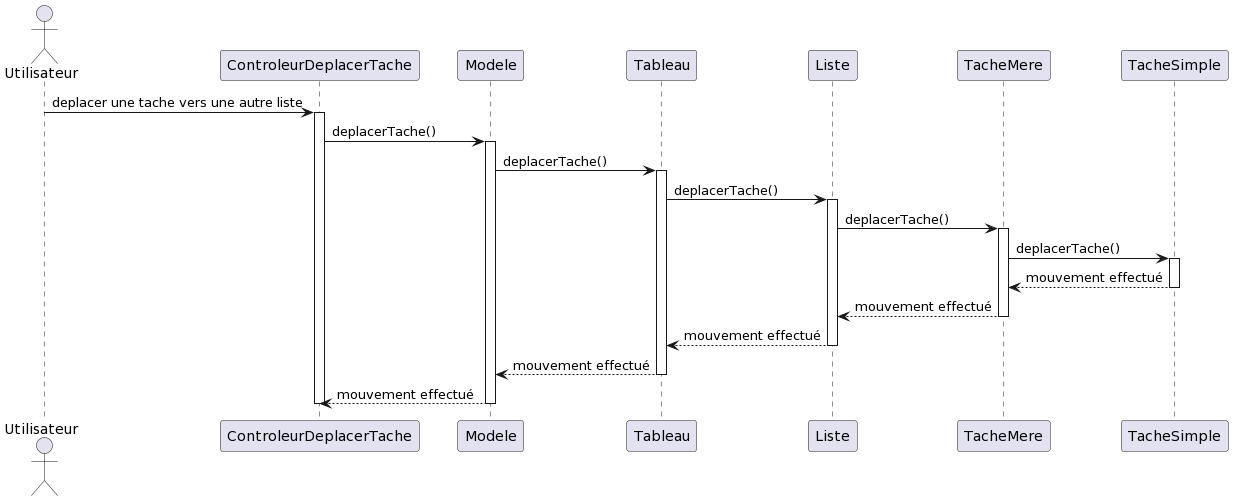 Utilisateur
ControleurDeplacerTache
Modele
Tableau
Liste
TacheMere
TacheSimple
deplacer une tache vers une autre liste
deplacerTache()
deplacerTache()
deplacerTache()
deplacerTache()
deplacerTache()
mouvement effectué
mouvement effectué
mouvement effectué
mouvement effectué
mouvement effectué
Utilisateur
ControleurDeplacerTache
Modele
Tableau
Liste
TacheMere
TacheSimple